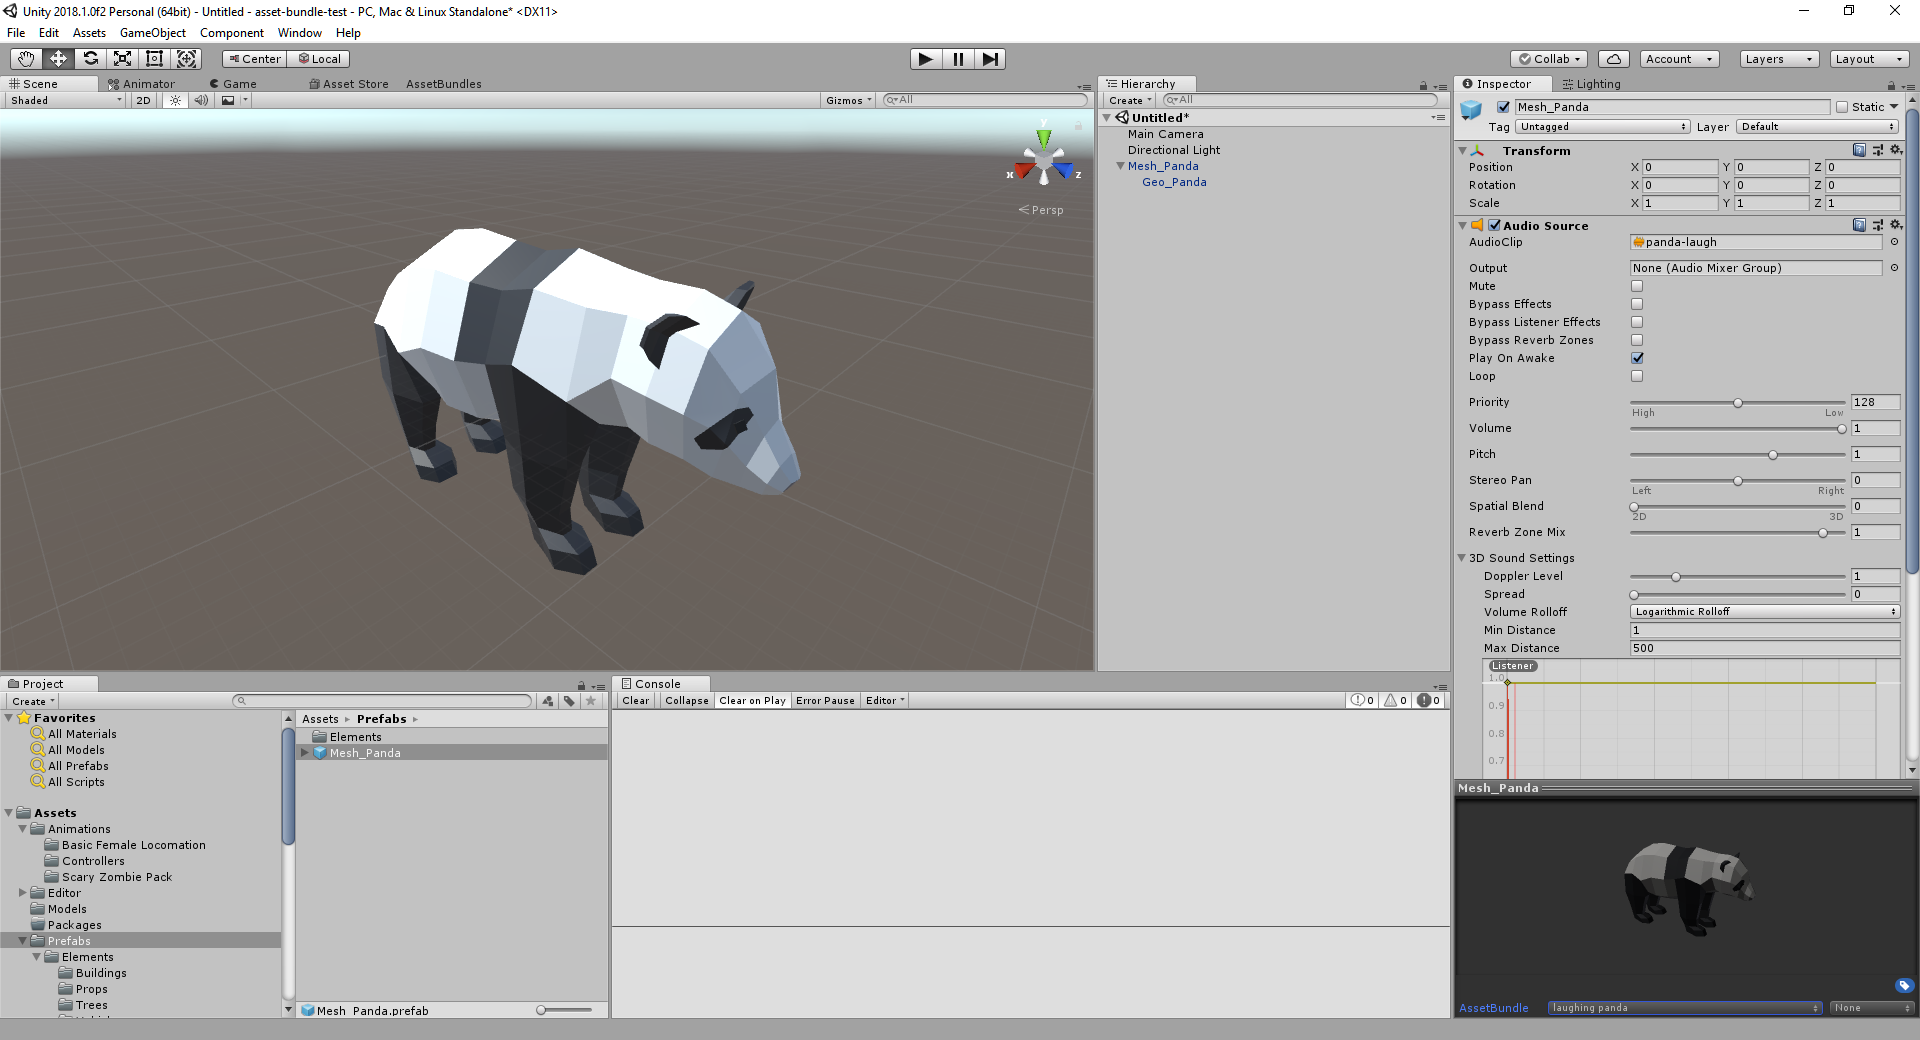 Unity 2018.1.0f2 Personal (64bit) - Untitled - asset-bundle-test - PC, Mac & Linux Standalone* <DX11>
File Edit Assets GameObject Component Window Help
Center Local Collab Account Layers Layout
Scene Animator Game Asset Store AssetBundles
Shaded 2D Gizmos All
y
x z
Persp
Hierarchy
Create All
Untitled*
Main Camera
Directional Light
Mesh_Panda
Geo_Panda
Inspector Lighting
Mesh_Panda Static
Tag Untagged Layer Default
Transform
Position X 0 Y 0 Z 0
Rotation X 0 Y 0 Z 0
Scale X 1 Y 1 Z 1
Audio Source
AudioClip panda-laugh
Output None (Audio Mixer Group)
Mute
Bypass Effects
Bypass Listener Effects
Bypass Reverb Zones
Play On Awake
Loop
Priority 128
High Low
Volume 1
Pitch 1
Stereo Pan 0
Left Right
Spatial Blend 0
2D 3D
Reverb Zone Mix 1
3D Sound Settings
Doppler Level 1
Spread 0
Volume Rolloff Logarithmic Rolloff
Min Distance 1
Max Distance 500
Listener
1.0
0.9
0.8
0.7
Mesh_Panda
AssetBundle laughing panda None
Project
Create
Favorites
All Materials
All Models
All Prefabs
All Scripts
Assets
Animations
Basic Female Locomation
Controllers
Scary Zombie Pack
Editor
Models
Packages
Prefabs
Elements
Buildings
Props
Trees
Assets Prefabs
Elements
Mesh_Panda
Mesh_Panda.prefab
Console
Clear Collapse Clear on Play Error Pause Editor 0 0 0